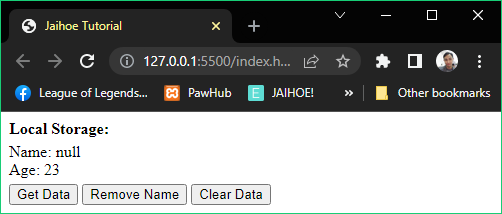 Jaihoe Tutorial
127.0.0.1:5500/index.h...
League of Legends... PawHub JAIHOE! » Other bookmarks
Local Storage:
Name: null
Age: 23
Get Data Remove Name Clear Data